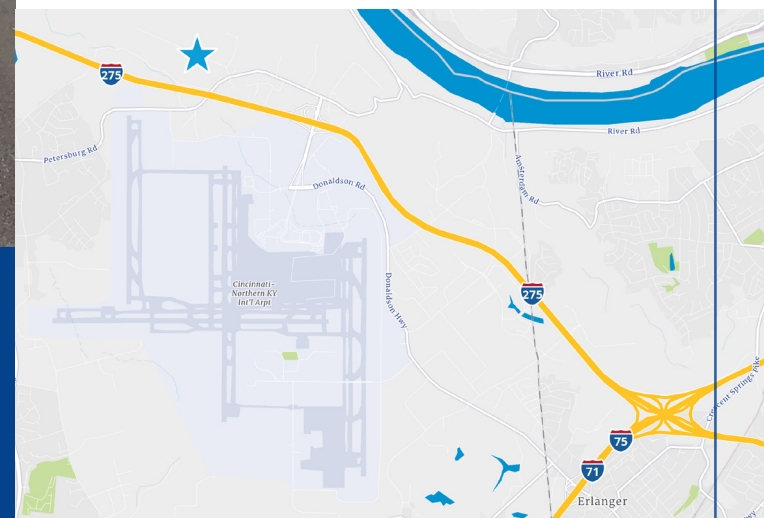 275
River Rd
River Rd
Petersburg Rd
Amsterdam Rd
Donaldson Rd
Cincinnati-
Northern KY
Int'l Arpt
Donaldson Hwy
275
Crescent Springs Pike
75
71
Erlanger